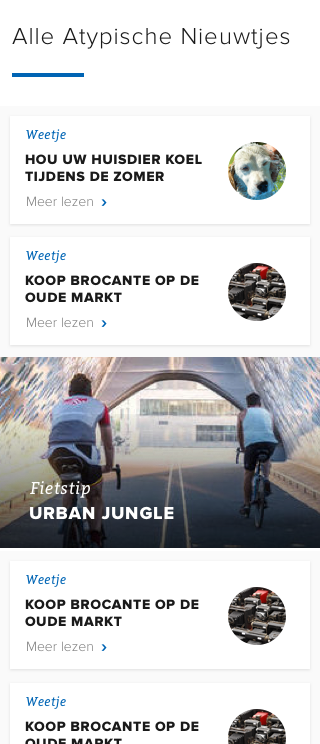 Alle Atypische Nieuwtjes
Weetje
HOU UW HUISDIER KOEL
TIJDENS DE ZOMER
Meer lezen ›
Weetje
KOOP BROCANTE OP DE
OUDE MARKT
Meer lezen ›
Fietstip
URBAN JUNGLE
Weetje
KOOP BROCANTE OP DE
OUDE MARKT
Meer lezen ›
Weetje
KOOP BROCANTE OP DE
OUDE MARKT